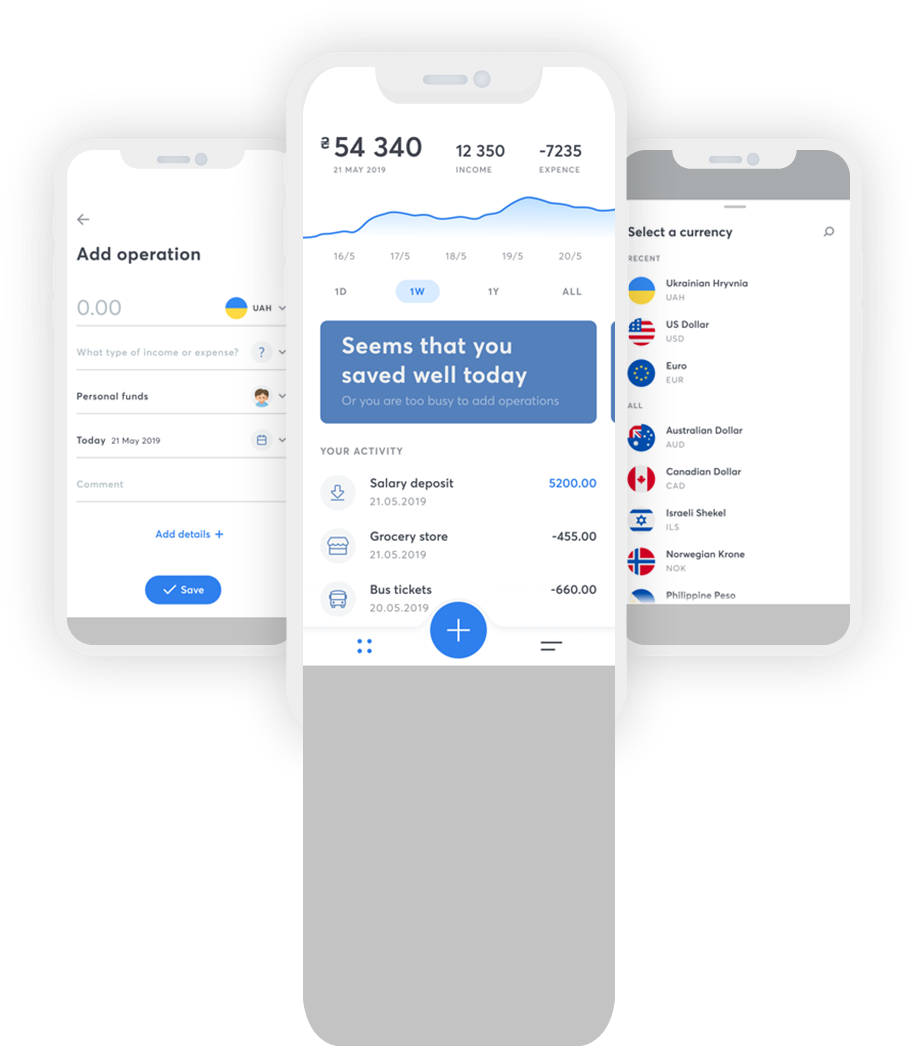 Add operation
0.00
UAH
What type of income or expense?
?
Personal funds
Today 21 May 2019
Comment
Add details +
Save
₴54 340
21 MAY 2019
12 350
INCOME
-7235
EXPENCE
16/5 17/5 18/5 19/5 20/5
1D 1W 1Y ALL
Seems that you
saved well today
Or you are too busy to add operations
YOUR ACTIVITY
Salary deposit 5200.00
21.05.2019
Grocery store -455.00
21.05.2019
Bus tickets -660.00
20.05.2019
Select a currency
RECENT
Ukrainian Hryvnia
UAH
US Dollar
USD
Euro
EUR
ALL
Australian Dollar
AUD
Canadian Dollar
CAD
Israeli Shekel
ILS
Norwegian Krone
NOK
Philippine Peso